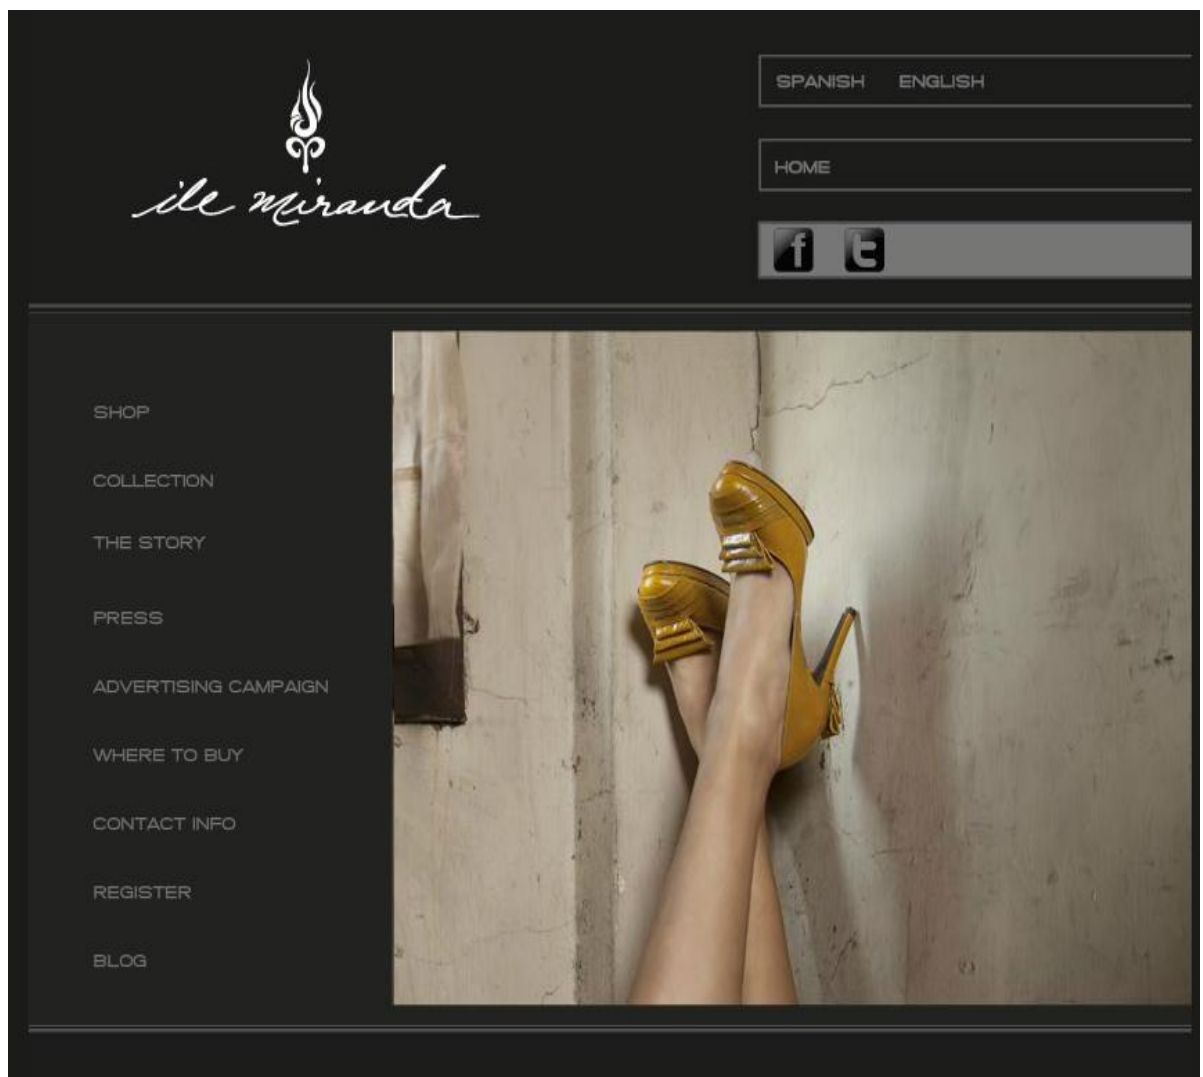 ile miranda
SPANISH ENGLISH
HOME
SHOP
COLLECTION
THE STORY
PRESS
ADVERTISING CAMPAIGN
WHERE TO BUY
CONTACT INFO
REGISTER
BLOG